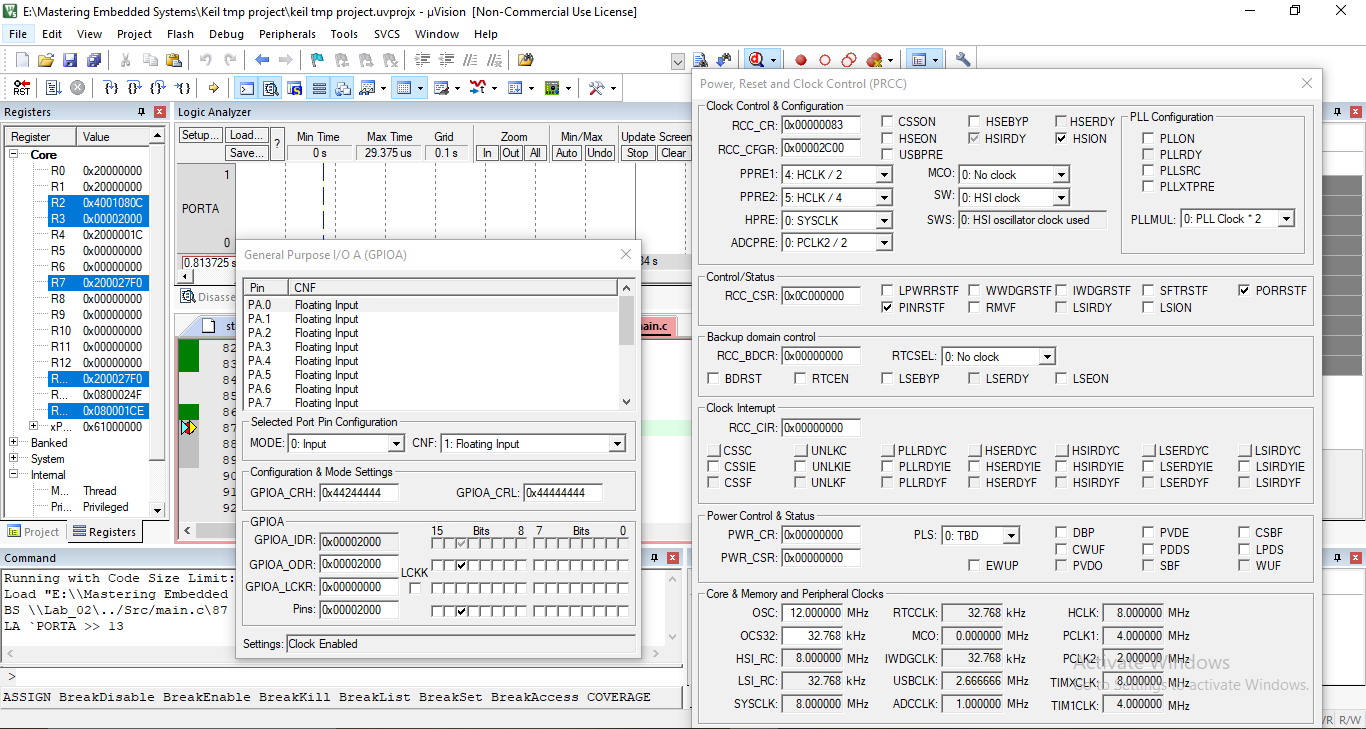 E:\Mastering Embedded Systems\Keil tmp project\keil tmp project.uvprojx - µVision [Non-Commercial Use License]
File Edit View Project Flash Debug Peripherals Tools SVCS Window Help
RST
Registers
Register Value
Core
R0 0x20000000
R1 0x20000000
R2 0x4001080C
R3 0x00002000
R4 0x2000001C
R5 0x00000000
R6 0x00000000
R7 0x200027F0
R8 0x00000000
R9 0x00000000
R10 0x00000000
R11 0x00000000
R12 0x00000000
R... 0x200027F0
R... 0x0800024F
R... 0x080001CE
xP... 0x61000000
Banked
System
Internal
M... Thread
Pri... Privileged
Project Registers
Logic Analyzer
Setup... Load... Save... ?
Min Time Max Time Grid Zoom Min/Max Update Screen
0 s 29.375 us 0.1 s In Out All Auto Undo Stop Clear
1
PORTA
0
0.813725 s
34 s
Disasse
st
ain.c
82
83
84
85
86
87
88
89
90
91
92
General Purpose I/O A (GPIOA)
Pin CNF
PA.0 Floating Input
PA.1 Floating Input
PA.2 Floating Input
PA.3 Floating Input
PA.4 Floating Input
PA.5 Floating Input
PA.6 Floating Input
PA.7 Floating Input
Selected Port Pin Configuration
MODE: 0: Input CNF: 1: Floating Input
Configuration & Mode Settings
GPIOA_CRH: 0x44244444 GPIOA_CRL: 0x44444444
GPIOA
15 Bits 8 7 Bits 0
GPIOA_IDR: 0x00002000
GPIOA_ODR: 0x00002000
LCKK
GPIOA_LCKR: 0x00000000
Pins: 0x00002000
Settings: Clock Enabled
Power, Reset and Clock Control (PRCC)
Clock Control & Configuration
RCC_CR: 0x00000083 CSSON HSEBYP HSERDY
HSEON HSIRDY HSION
RCC_CFGR: 0x00002C00 USBPRE
PPRE1: 4: HCLK / 2 MCO: 0: No clock
PPRE2: 5: HCLK / 4 SW: 0: HSI clock
HPRE: 0: SYSCLK SWS: 0: HSI oscillator clock used
ADCPRE: 0: PCLK2 / 2
PLL Configuration
PLLON
PLLRDY
PLLSRC
PLLXTPRE
PLLMUL: 0: PLL Clock * 2
Control/Status
RCC_CSR: 0x0C000000 LPWRRSTF WWDGRSTF IWDGRSTF SFTRSTF PORRSTF
PINRSTF RMVF LSIRDY LSION
Backup domain control
RCC_BDCR: 0x00000000 RTCSEL: 0: No clock
BDRST RTCEN LSEBYP LSERDY LSEON
Clock Interrupt
RCC_CIR: 0x00000000
CSSC UNLKC PLLRDYC HSERDYC HSIRDYC LSERDYC LSIRDYC
CSSIE UNLKIE PLLRDYIE HSERDYIE HSIRDYIE LSERDYIE LSIRDYIE
CSSF UNLKF PLLRDYF HSERDYF HSIRDYF LSERDYF LSIRDYF
Power Control & Status
PWR_CR: 0x00000000 PLS: 0: TBD DBP PVDE CSBF
CWUF PDDS LPDS
PWR_CSR: 0x00000000 EWUP PVDO SBF WUF
Core & Memory and Peripheral Clocks
OSC: 12.000000 MHz RTCCLK: 32.768 kHz HCLK: 8.000000 MHz
OCS32: 32.768 kHz MCO: 0.000000 MHz PCLK1: 4.000000 MHz
HSI_RC: 8.000000 MHz IWDGCLK: 32.768 kHz PCLK2: 2.000000 MHz
LSI_RC: 32.768 kHz USBCLK: 2.666666 MHz TIMXCLK: 8.000000 MHz
SYSCLK: 8.000000 MHz ADCCLK: 1.000000 MHz TIM1CLK: 4.000000 MHz
Activate Windows
Go to Settings to activate Windows.
Command
Running with Code Size Limit:
Load "E:\\Mastering Embedded
BS \\Lab_02\../Src/main.c\87
LA `PORTA >> 13
>
ASSIGN BreakDisable BreakEnable BreakKill BreakList BreakSet BreakAccess COVERAGE
R/W